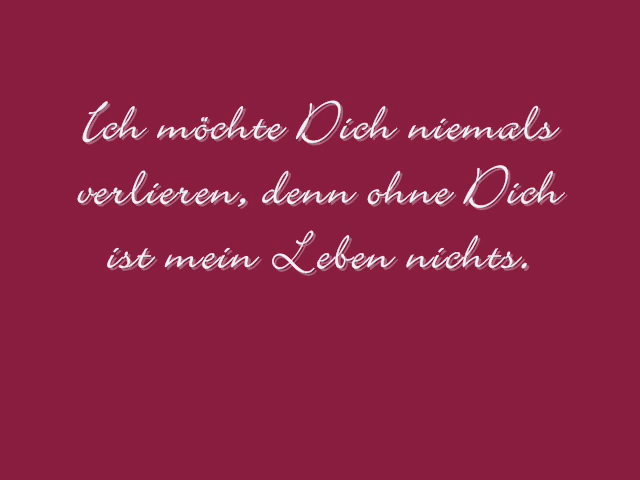 Ich möchte Dich niemals
verlieren, denn ohne Dich
ist mein Leben nichts.